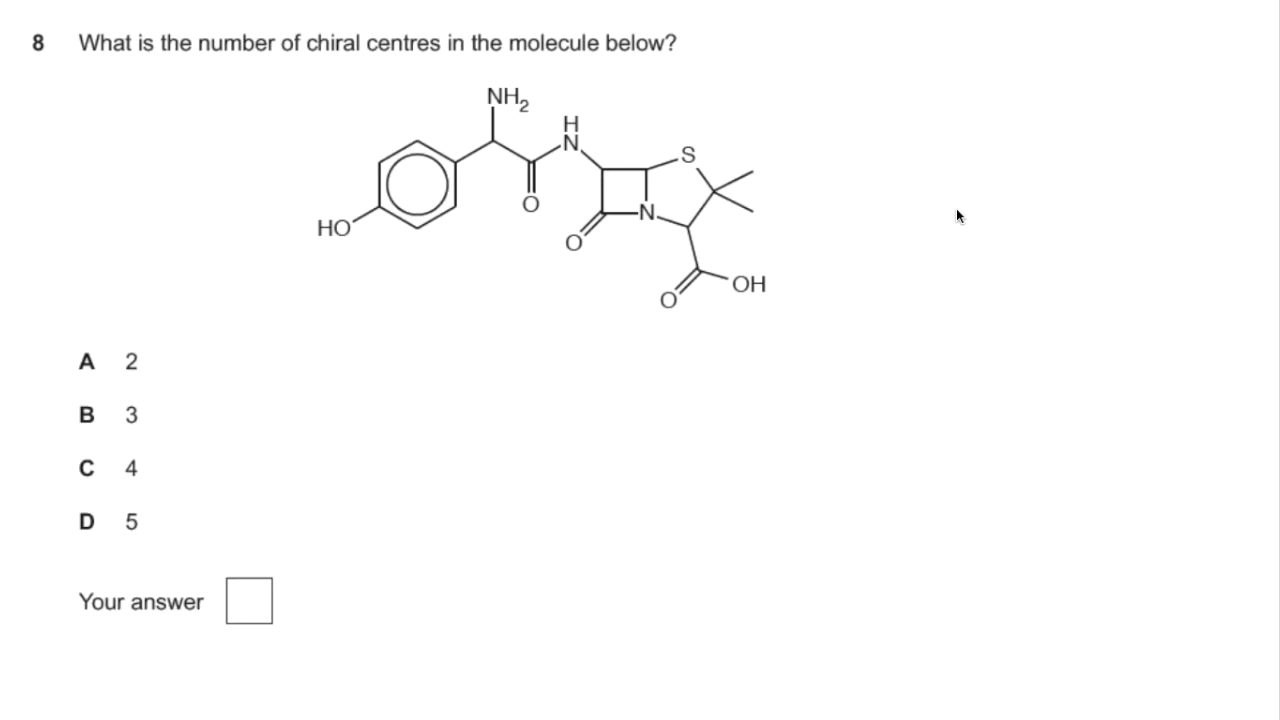 8 What is the number of chiral centres in the molecule below?
NH2
H
N
S
O
N
HO
O
OH
O
A 2
B 3
C 4
D 5
Your answer